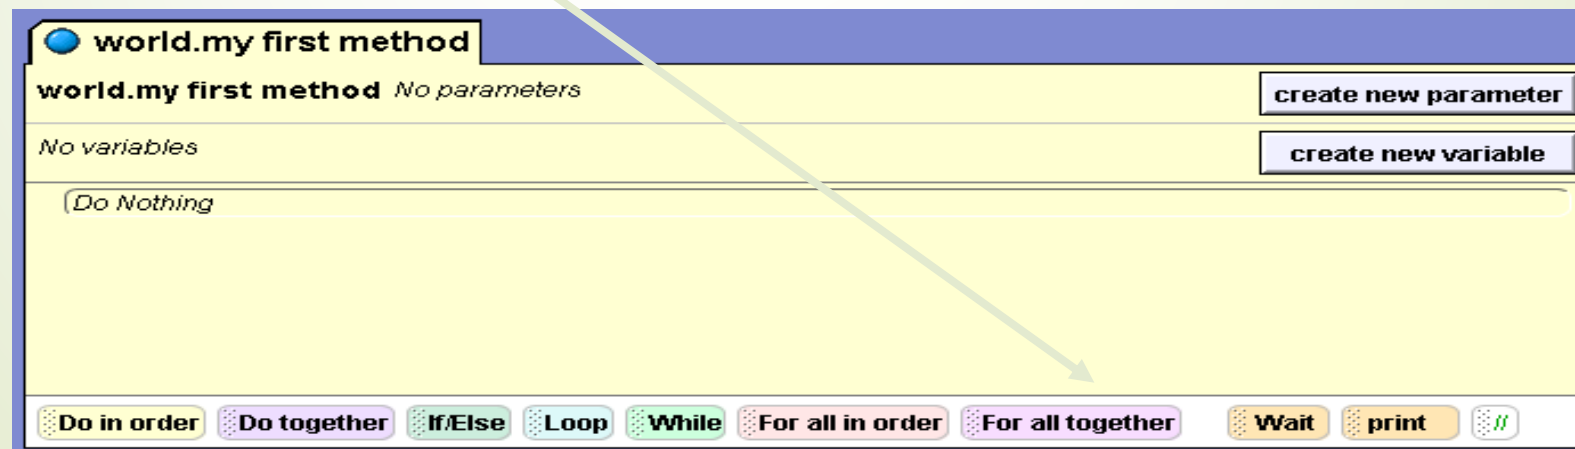 world.my first method
world.my first method No parameters
create new parameter
No variables
create new variable
Do Nothing
Do in order Do together If/Else Loop While For all in order For all together Wait print //